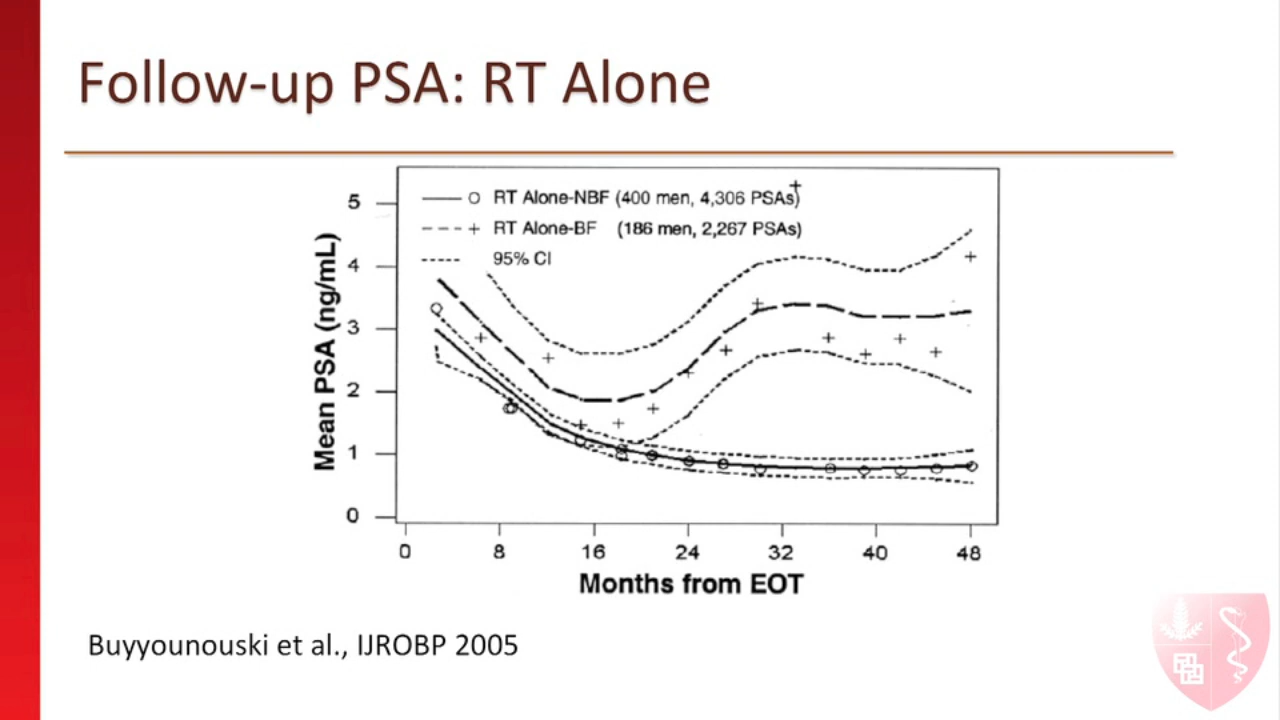 Follow-up PSA: RT Alone
RT Alone-NBF (400 men, 4,306 PSAs)
RT Alone-BF (186 men, 2,267 PSAs)
95% CI
Mean PSA (ng/mL)
5
4
3
2
1
0
0 8 16 24 32 40 48
Months from EOT
Buyyounouski et al., IJROBP 2005